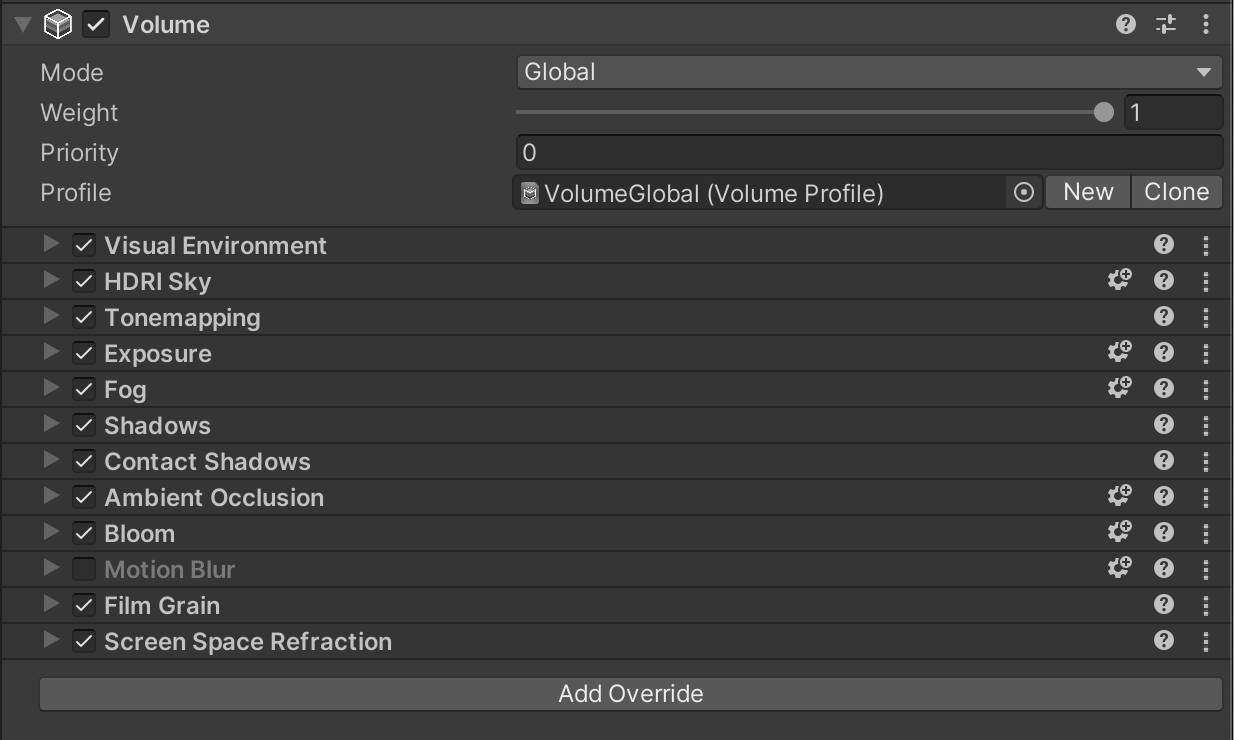 Volume
Mode Global
Weight 1
Priority 0
Profile VolumeGlobal (Volume Profile) New Clone
Visual Environment
HDRI Sky
Tonemapping
Exposure
Fog
Shadows
Contact Shadows
Ambient Occlusion
Bloom
Motion Blur
Film Grain
Screen Space Refraction
Add Override